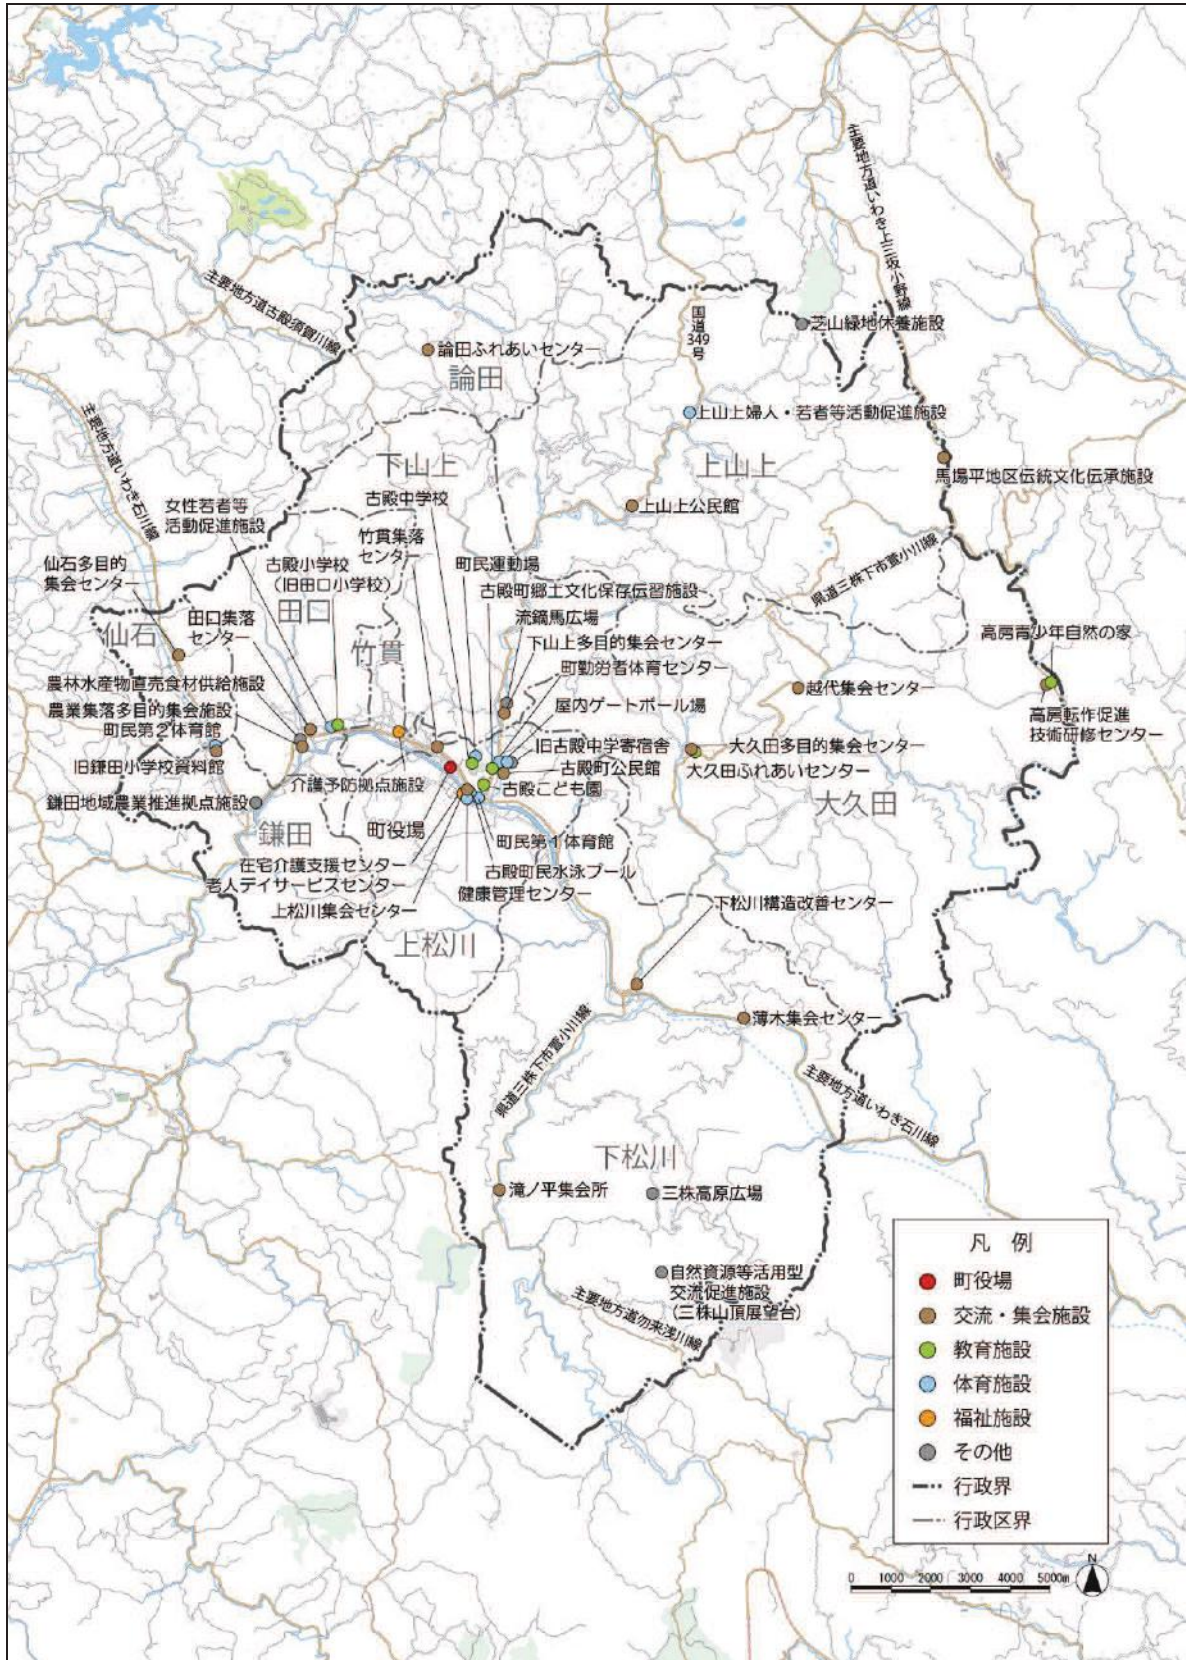 主要地方道いわき上三坂小野線
主要地方道古殿須賀川線
国道
349
号
芝山緑地休養施設
論田ふれあいセンター
論田
主要地方道いわき石川線
上山上婦人・若者等活動促進施設
下山上
上山上
馬場平地区伝統文化伝承施設
古殿中学校
女性若者等
活動促進施設
上山上公民館
竹貫集落
センター
町民運動場
県道三株下市萱小川線
仙石多目的
集会センター
古殿小学校
(旧田口小学校)
古殿町郷土文化保存伝習施設
田口
田口集落
センター
流鏑馬広場
仙石
竹貫
下山上多目的集会センター
高房青少年自然の家
町勤労者体育センター
農林水産物直売食材供給施設
越代集会センター
農業集落多目的集会施設
屋内ゲートボール場
高房転作促進
技術研修センター
町民第2体育館
旧古殿中学寄宿舎
大久田多目的集会センター
旧鎌田小学校資料館
古殿町公民館
大久田ふれあいセンター
介護予防拠点施設
古殿こども園
鎌田地域農業推進拠点施設
大久田
鎌田
町役場
町民第1体育館
在宅介護支援センター
古殿町民水泳プール
老人デイサービスセンター
健康管理センター
上松川集会センター
下松川構造改善センター
上松川
薄木集会センター
県道三株下市萱小川線
主要地方道いわき石川線
下松川
滝ノ平集会所
三株高原広場
自然資源等活用型
交流促進施設
(三株山頂展望台)
主要地方道勿来浅川線
凡 例
町役場
交流・集会施設
教育施設
体育施設
福祉施設
その他
行政界
行政区界
N
0 1000 2000 3000 4000 5000m